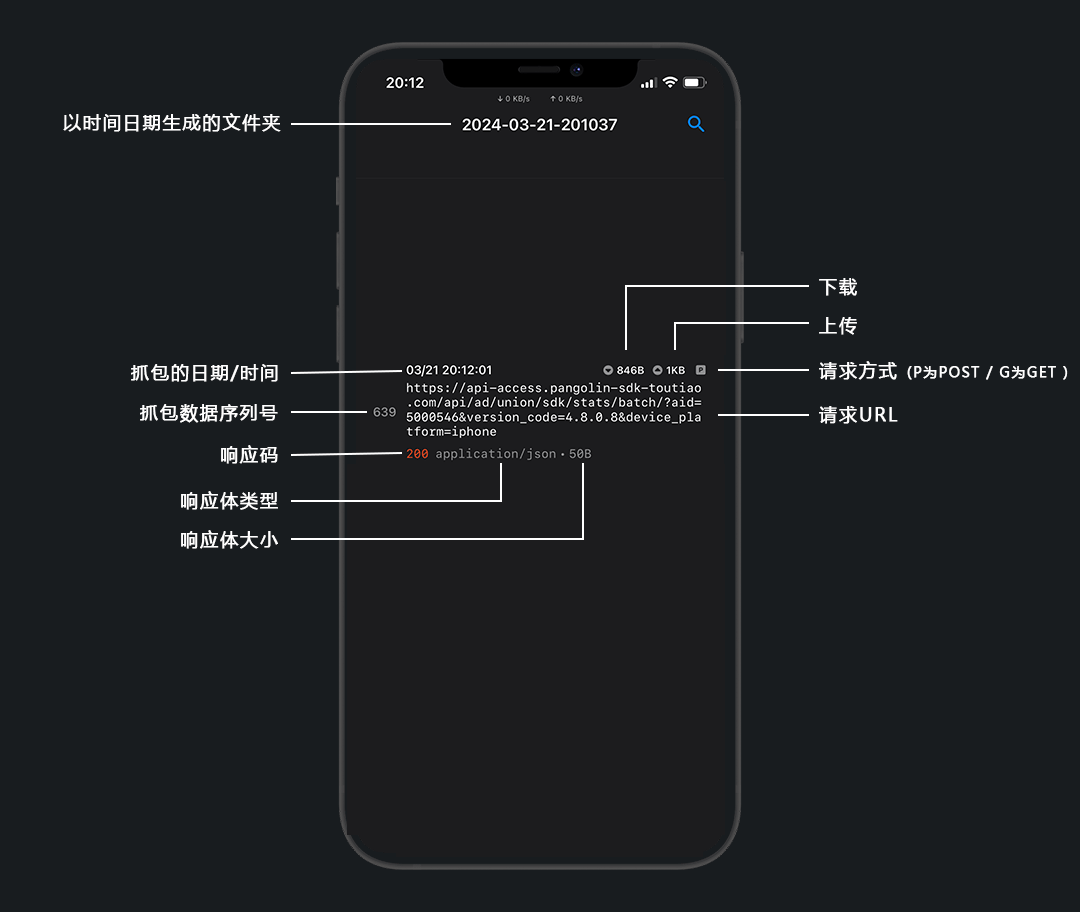 20:12
↓ 0 KB/s ↑ 0 KB/s
以时间日期生成的文件夹
2024-03-21-201037
下载
上传
抓包的日期/时间
03/21 20:12:01
846B
1KB
P
请求方式（P为POST / G为GET ）
抓包数据序列号
639
https://api-access.pangolin-sdk-toutiao
.com/api/ad/union/sdk/stats/batch/?aid=
5000546&version_code=4.8.0.8&device_pla
tform=iphone
请求URL
响应码
200 application/json • 50B
响应体类型
响应体大小